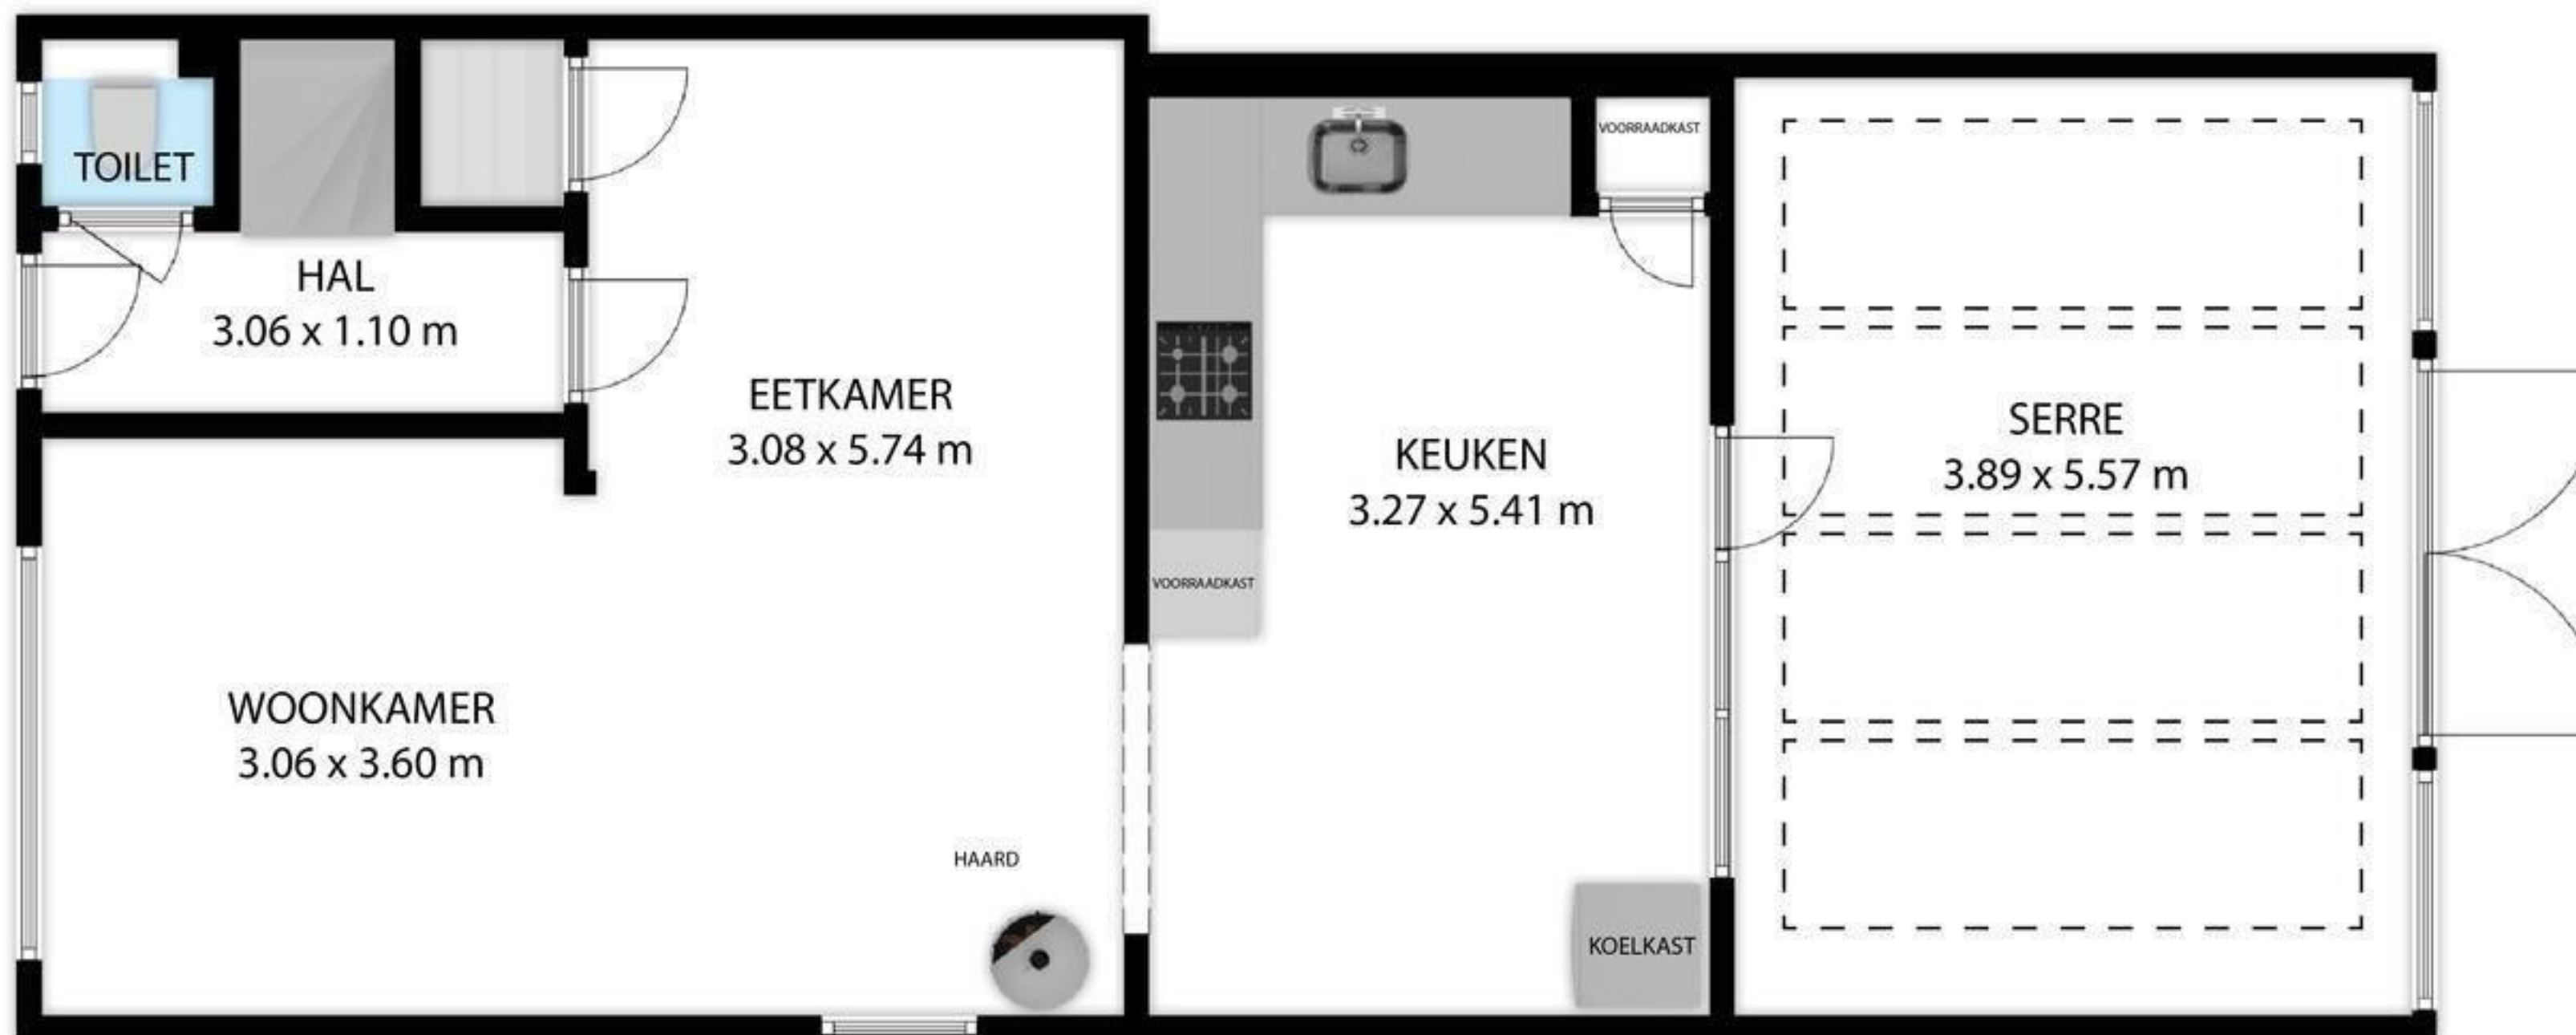 TOILET
HAL
3.06 x 1.10 m
EETKAMER
3.08 x 5.74 m
WOONKAMER
3.06 x 3.60 m
HAARD
VOORRAADKAST
KEUKEN
3.27 x 5.41 m
VOORRAADKAST
KOELKAST
SERRE
3.89 x 5.57 m